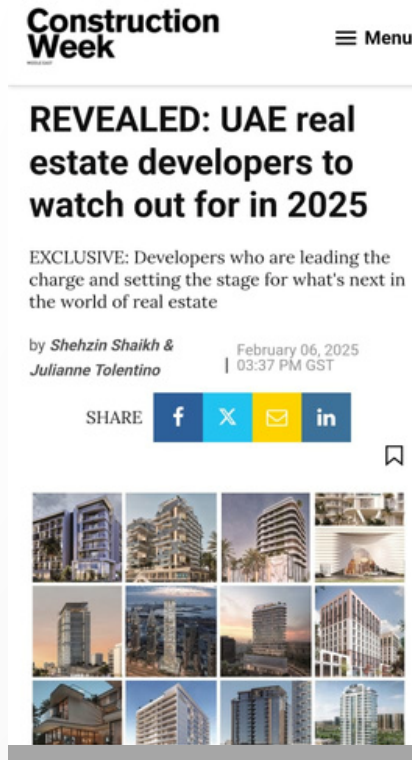 Construction
Week
MIDDLE EAST
Menu
REVEALED: UAE real
estate developers to
watch out for in 2025
EXCLUSIVE: Developers who are leading the
charge and setting the stage for what's next in
the world of real estate
by Shehzin Shaikh &
Julianne Tolentino
| February 06, 2025
03:37 PM GST
SHARE